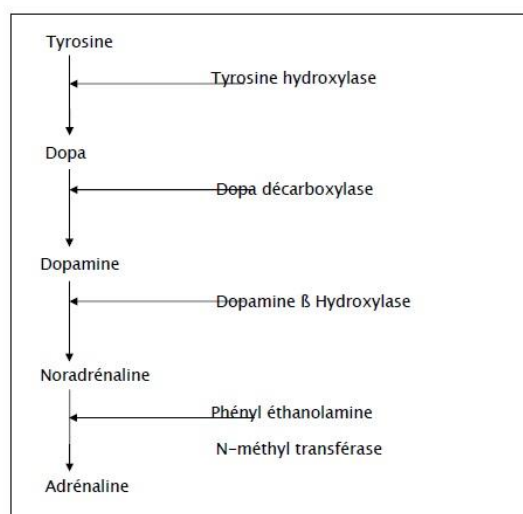 Tyrosine
Tyrosine hydroxylase
Dopa
Dopa décarboxylase
Dopamine
Dopamine ß Hydroxylase
Noradrénaline
Phényl éthanolamine
N-méthyl transférase
Adrénaline